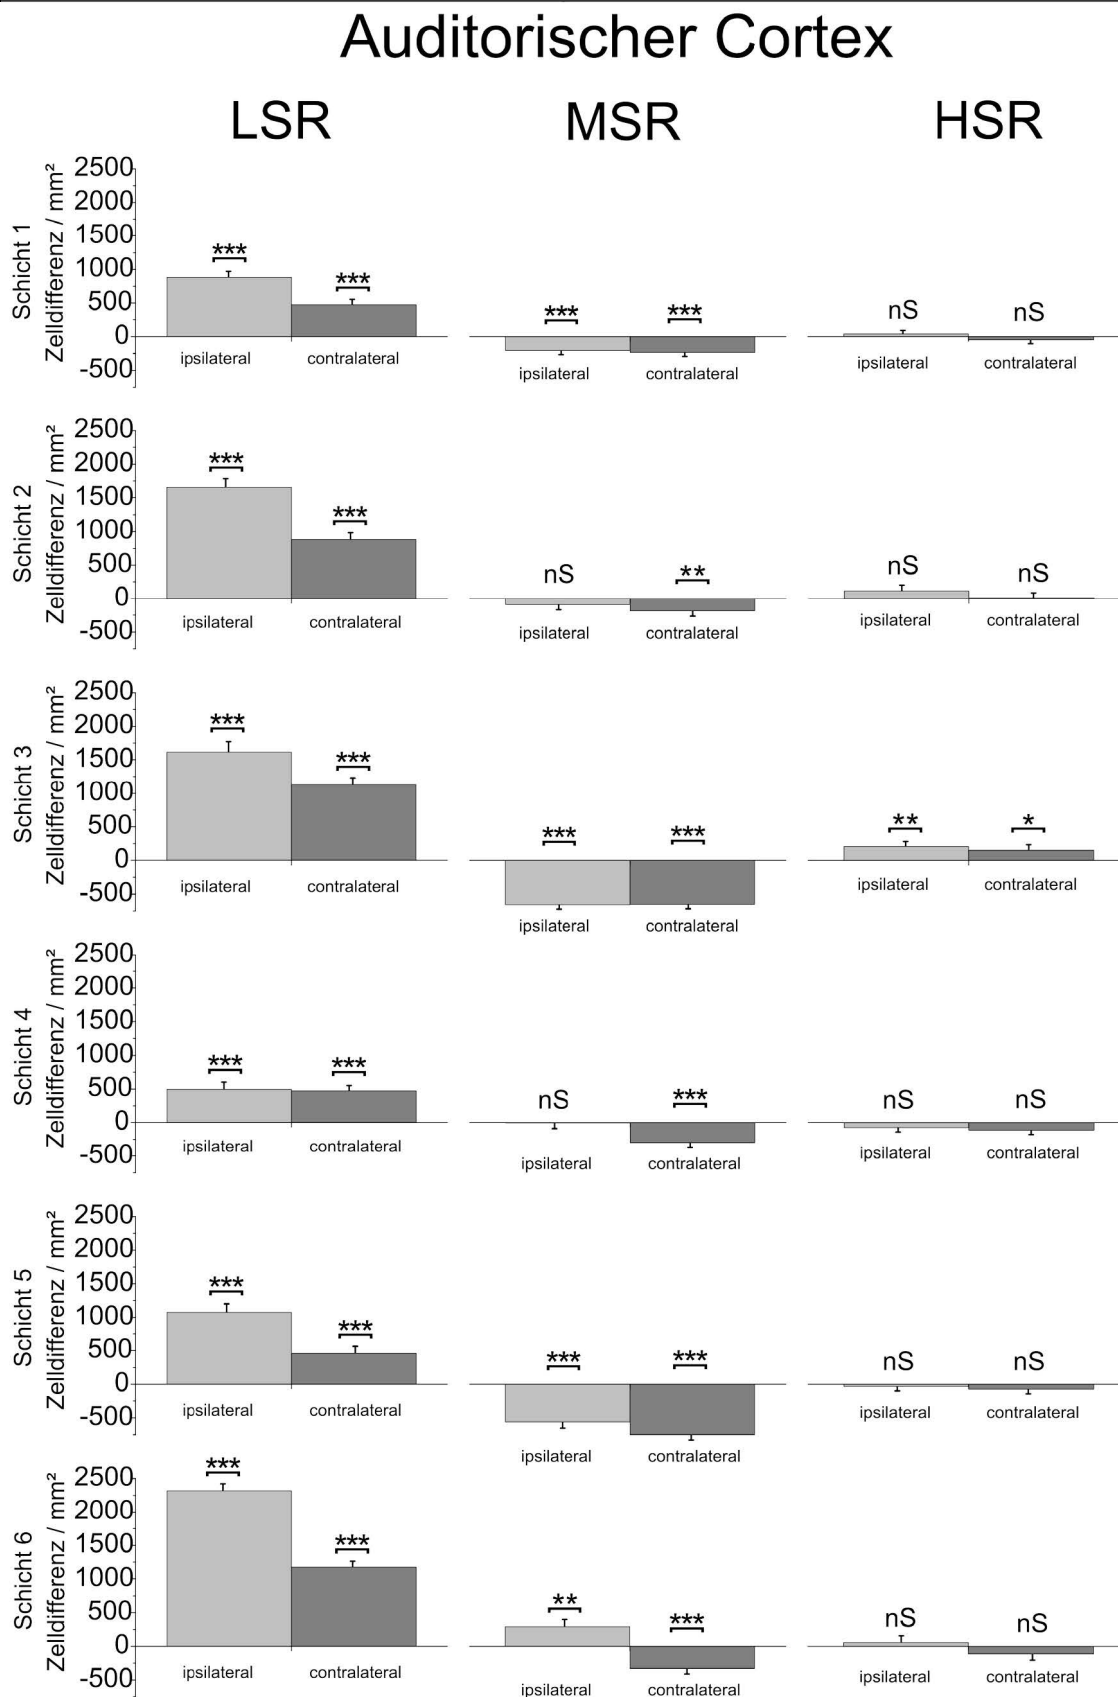 Auditorischer Cortex
LSR MSR HSR
Schicht 1
Zelldifferenz / mm²
2500
2000
1500
1000
500
0
-500
*** *** *** *** nS nS
ipsilateral contralateral ipsilateral contralateral ipsilateral contralateral
Schicht 2
Zelldifferenz / mm²
2500
2000
1500
1000
500
0
-500
*** *** nS ** nS nS
ipsilateral contralateral ipsilateral contralateral ipsilateral contralateral
Schicht 3
Zelldifferenz / mm²
2500
2000
1500
1000
500
0
-500
*** *** *** *** ** *
ipsilateral contralateral ipsilateral contralateral ipsilateral contralateral
Schicht 4
Zelldifferenz / mm²
2500
2000
1500
1000
500
0
-500
*** *** nS *** nS nS
ipsilateral contralateral ipsilateral contralateral ipsilateral contralateral
Schicht 5
Zelldifferenz / mm²
2500
2000
1500
1000
500
0
-500
*** *** *** *** nS nS
ipsilateral contralateral ipsilateral contralateral ipsilateral contralateral
Schicht 6
Zelldifferenz / mm²
2500
2000
1500
1000
500
0
-500
*** *** ** *** nS nS
ipsilateral contralateral ipsilateral contralateral ipsilateral contralateral